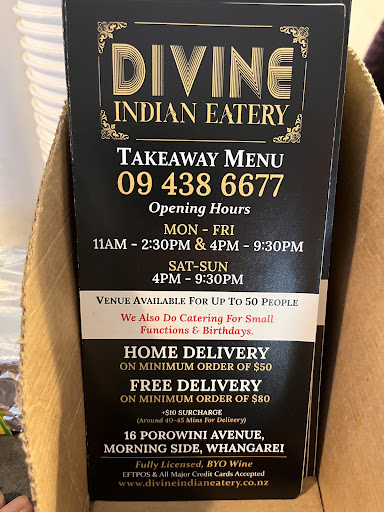 DIVINE
INDIAN EATERY
TAKEAWAY MENU
09 438 6677
Opening Hours
MON - FRI
11AM - 2:30PM & 4PM - 9:30PM
SAT-SUN
4PM - 9:30PM
VENUE AVAILABLE FOR UP TO 50 PEOPLE
We Also Do Catering For Small
Functions & Birthdays.
HOME DELIVERY
ON MINIMUM ORDER OF $50
FREE DELIVERY
ON MINIMUM ORDER OF $80
+$10 SURCHARGE
(Around 40-45 Mins For Delivery)
16 POROWINI AVENUE,
MORNING SIDE, WHANGAREI
Fully Licensed, BYO Wine
EFTPOS & All Major Credit Cards Accepted
www.divineindianeatery.co.nz